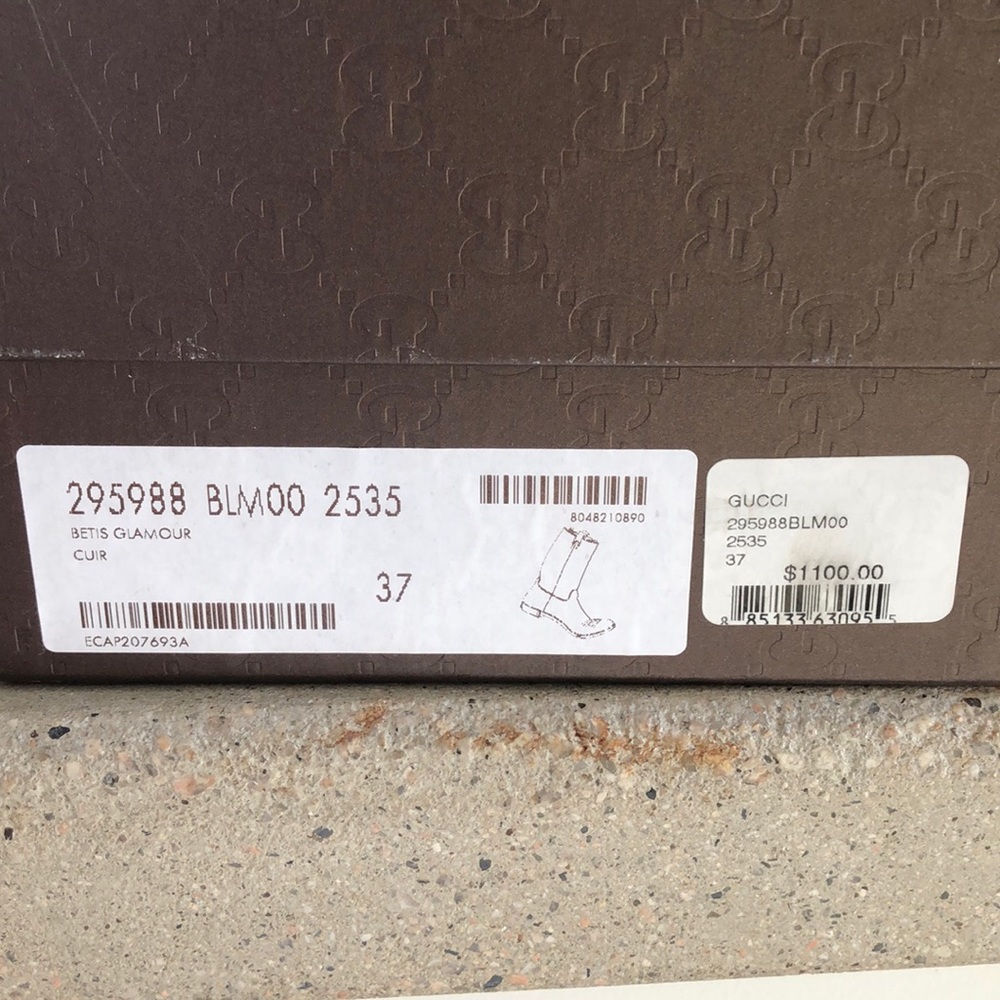 295988 BLM00 2535
BETIS GLAMOUR
CUIR
37
8048210890
ECAP207693A
GUCCI
295988BLM00
2535
37
$1100.00
8 85133 63095 5